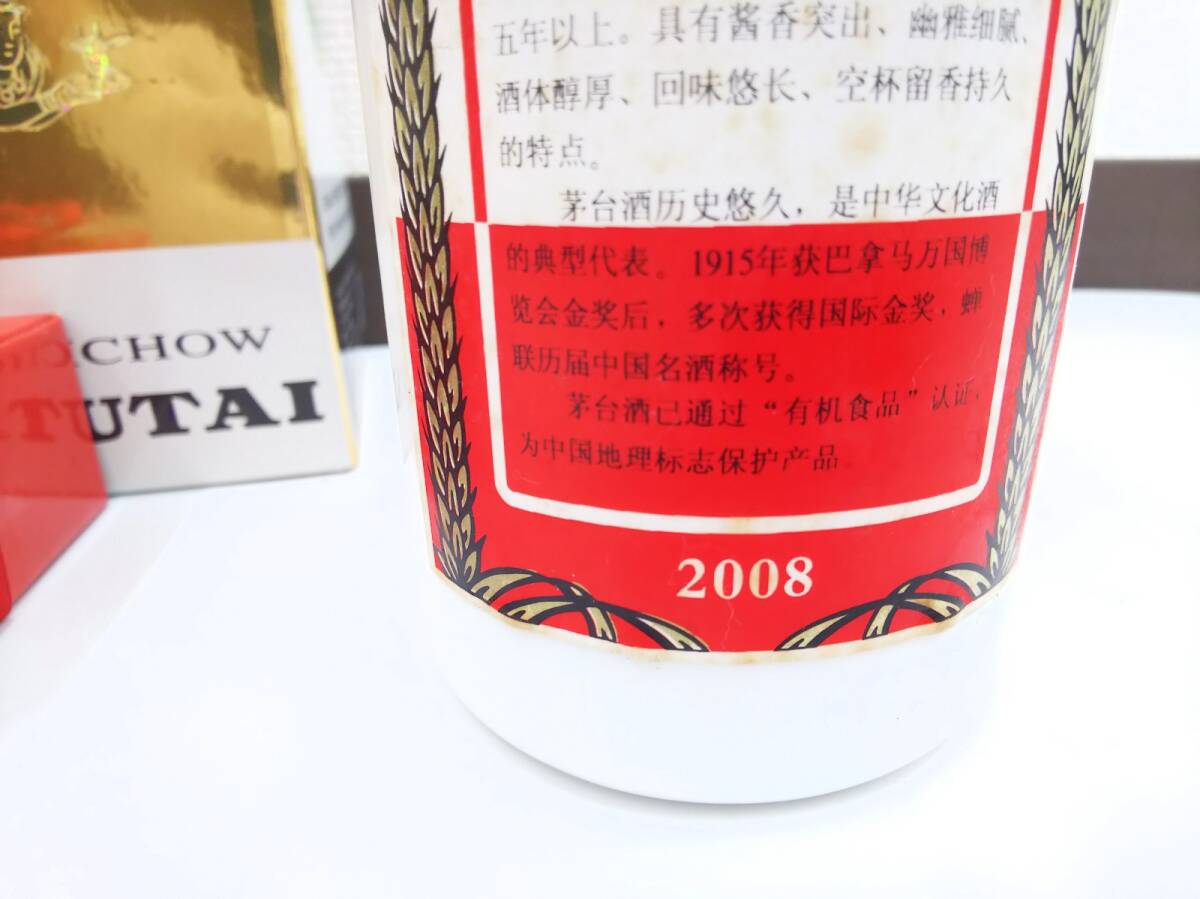 五年以上。具有酱香突出、幽雅细腻、
酒体醇厚、回味悠长、空杯留香持久
的特点。
茅台酒历史悠久，是中华文化酒
的典型代表。1915年获巴拿马万国博
览会金奖后，多次获得国际金奖，蝉
联历届中国名酒称号。
茅台酒已通过“有机食品”认证，
为中国地理标志保护产品
2008
CHOW
UTAI